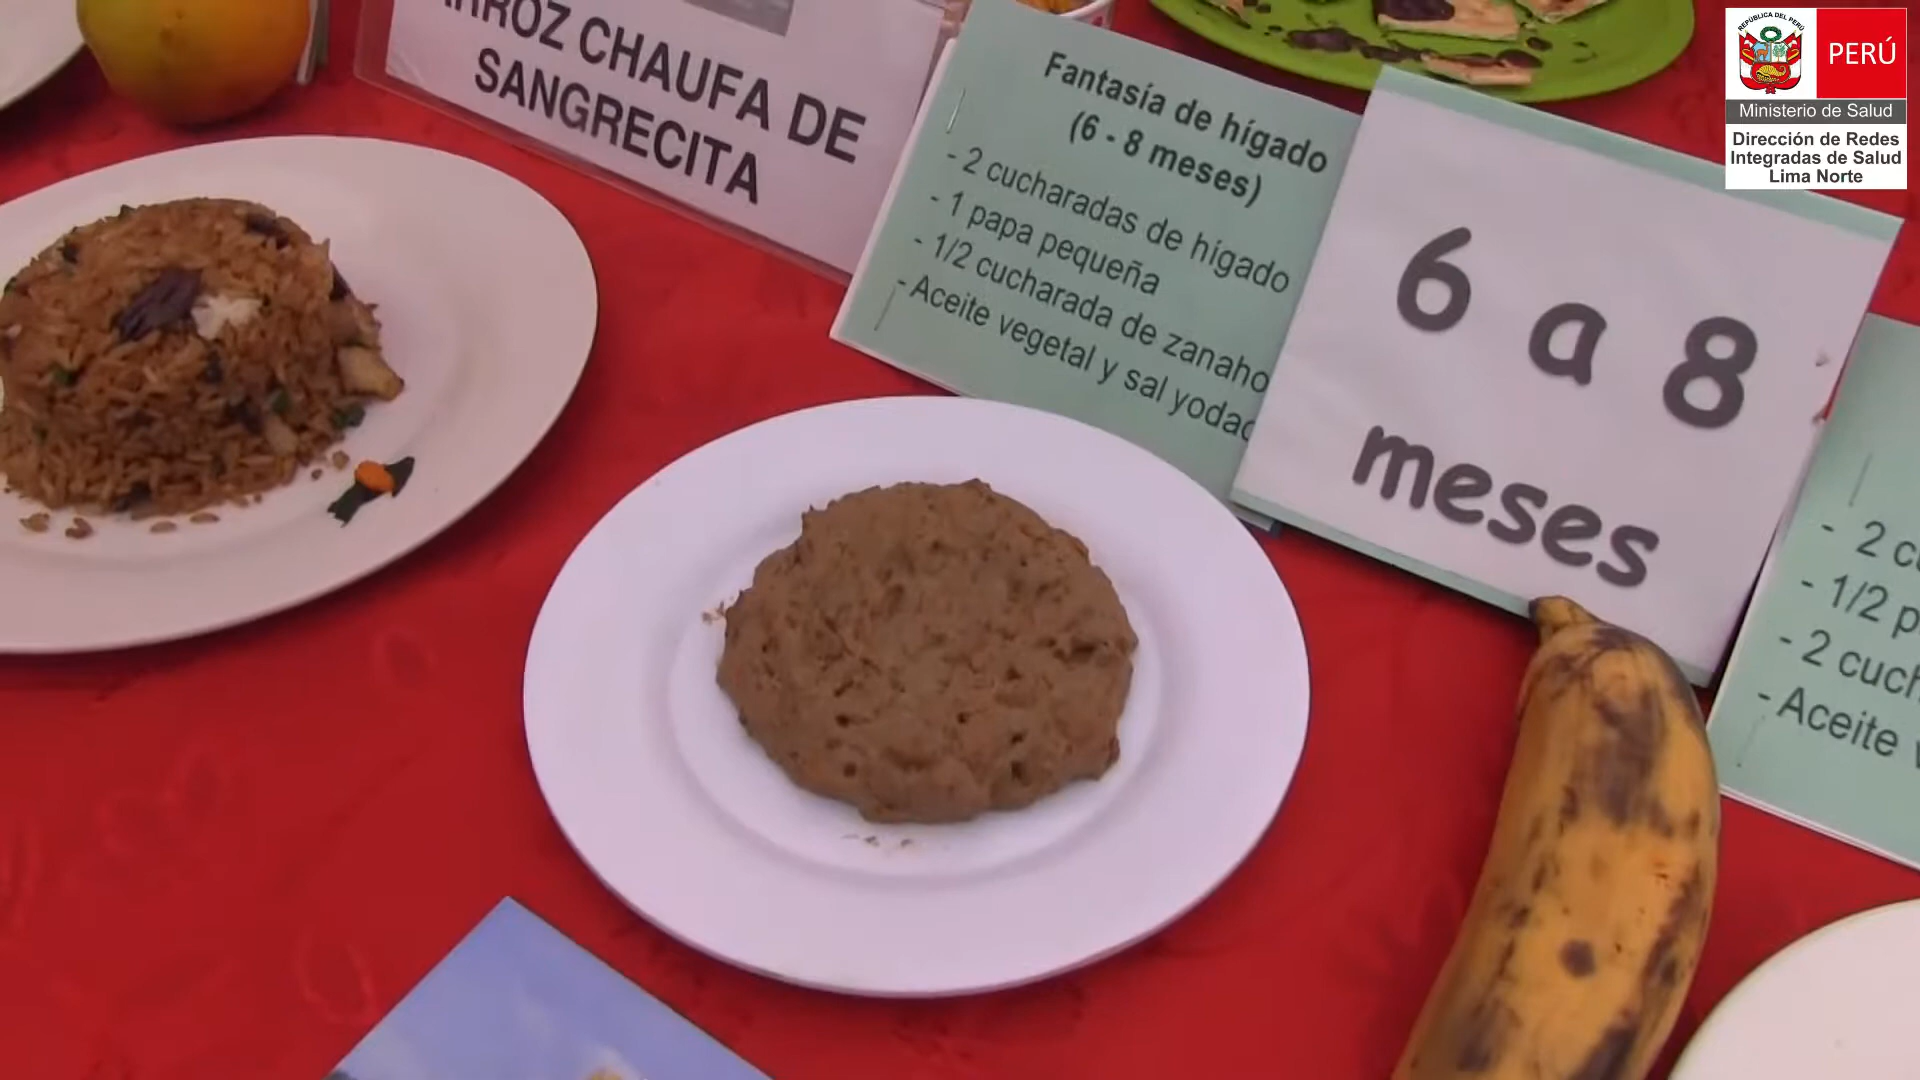 ARROZ CHAUFA DE
SANGRECITA
Fantasía de hígado
(6 - 8 meses)
- 2 cucharadas de hígado
- 1 papa pequeña
- 1/2 cucharada de zanaho
- Aceite vegetal y sal yodad
6 a 8
meses
- 2 c
- 1/2 p
- 2 cuch
- Aceite v
REPÚBLICA DEL PERÚ
PERÚ
Ministerio de Salud
Dirección de Redes
Integradas de Salud
Lima Norte